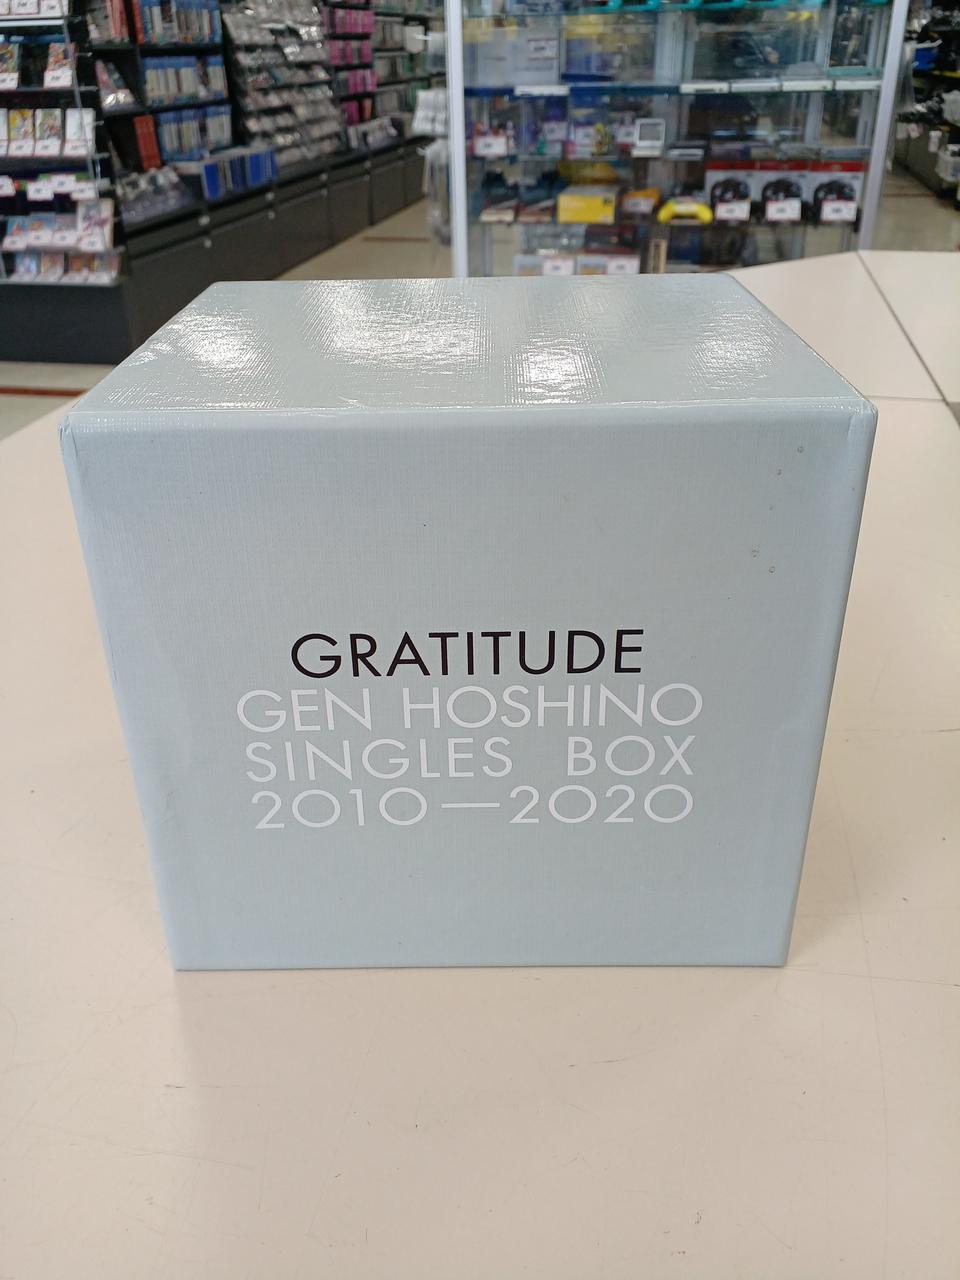 GRATITUDE
GEN HOSHINO
SINGLES BOX
2010—2020